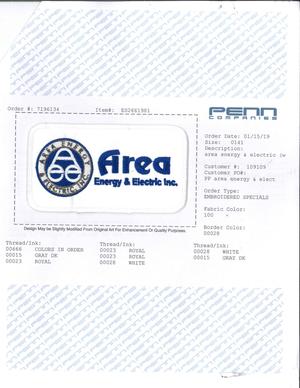 Order #: 7196134
Item#: ES2661981
PENN
COMPANIES
AREA ENERGY
& ELECTRIC, INC.
Area
Energy & Electric Inc.
Design May be Slightly Modified From Original Art For Enhancement Or Quality Purposes.
Order Date: 01/15/19
Size: 0141
Description:
area energy & electric (w
Customer #: 109109
Customer PO#:
PF area energy & elect
Order Type:
EMBROIDERED SPECIALS
Fabric Color:
100
Border Color:
00028
Thread/Ink:
Thread/Ink:
Thread/Ink:
00666 COLORS IN ORDER
00023 ROYAL
00028 WHITE
00015 GRAY DK
00023 ROYAL
00015 GRAY DK
00023 ROYAL
00028 WHITE